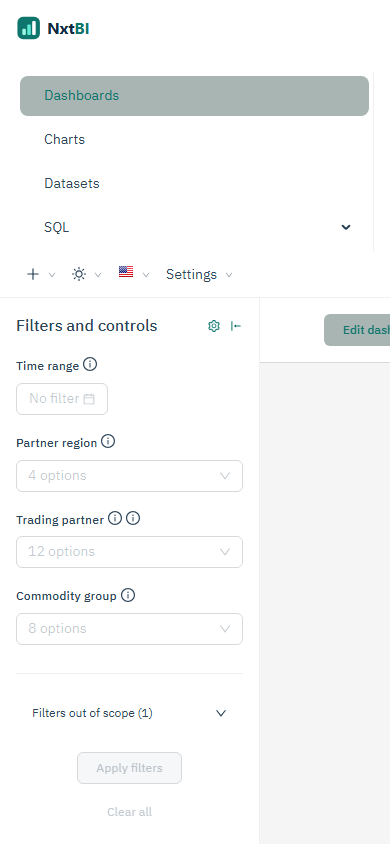 NxtBI
Dashboards
Charts
Datasets
SQL
Settings
Filters and controls
Edit dash
Time range
No filter
Partner region
4 options
Trading partner
12 options
Commodity group
8 options
Filters out of scope (1)
Apply filters
Clear all